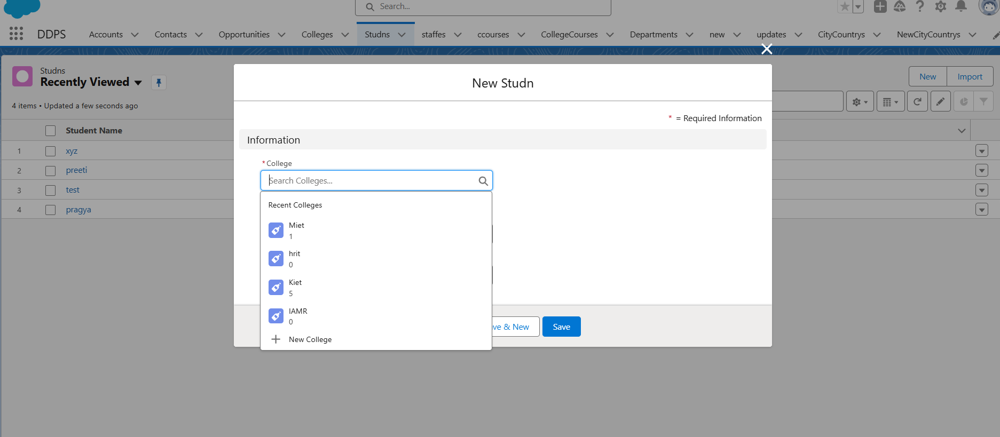 Search...
DDPS
Accounts
Contacts
Opportunities
Colleges
Studns
staffes
ccourses
CollegeCourses
Departments
new
updates
CityCountrys
NewCityCountrys
Studns
Recently Viewed
New
Import
4 items • Updated a few seconds ago
Student Name
1 xyz
2 preeti
3 test
4 pragya
New Studn
* = Required Information
Information
* College
Search Colleges...
Recent Colleges
Miet
1
hrit
0
Kiet
5
IAMR
0
New College
& New
Save